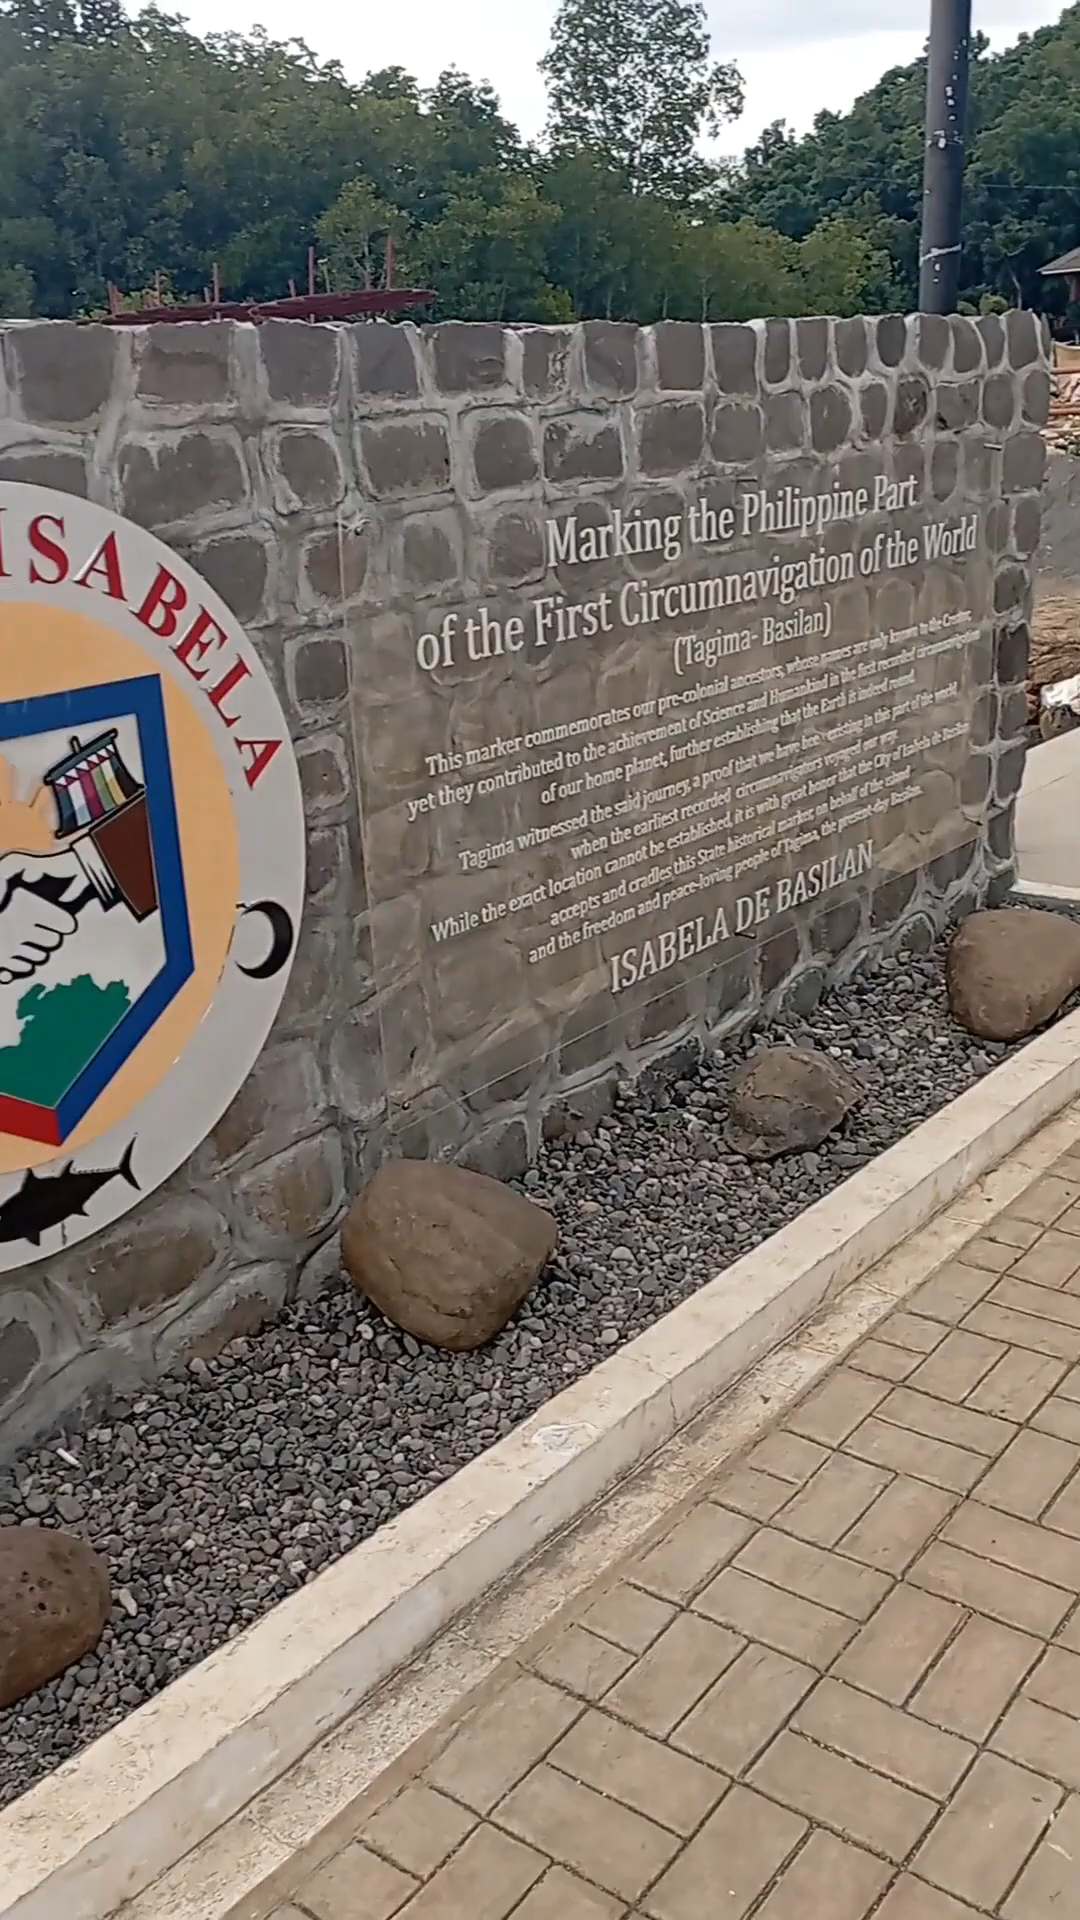 ISABELA
Marking the Philippine Part
of the First Circumnavigation of the World
(Tagima- Basilan)
This marker commemorates our pre-colonial ancestors, whose names are only known to the Creator,
yet they contributed to the achievement of Science and Humankind in the first recorded circumnavigation
of our home planet, further establishing that the Earth is indeed round.
Tagima witnessed the said journey, a proof that we have been existing in this part of the world
when the earliest recorded circumnavigators voyaged our way.
While the exact location cannot be established, it is with great honor that the City of Isabela de Basilan
accepts and cradles this State historical marker, on behalf of the island
and the freedom and peace-loving people of Tagima, the present-day Basilan.
ISABELA DE BASILAN